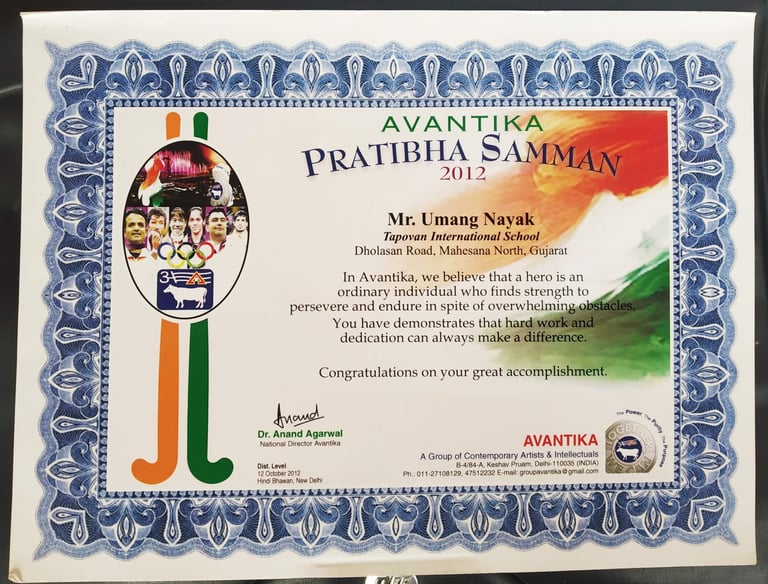 AVANTIKA
PRATIBHA SAMMAN
2012
Mr. Umang Nayak
Tapovan International School
Dholasan Road, Mahesana North, Gujarat
In Avantika, we believe that a hero is an
ordinary individual who finds strength to
persevere and endure in spite of overwhelming obstacles.
You have demonstrates that hard work and
dedication can always make a difference.
Congratulations on your great accomplishment.
Anand
Dr. Anand Agarwal
National Director Avantika
Dist. Level
12 October 2012
Hindi Bhawan, New Delhi
AVANTIKA
A Group of Contemporary Artists & Intellectuals
B-4/84-A, Keshav Pruam, Delhi-110035 (INDIA)
Ph.: 011-27108129, 47512232 E-mail: groupavantika@gmail.com
The Power The Purity The Purpose